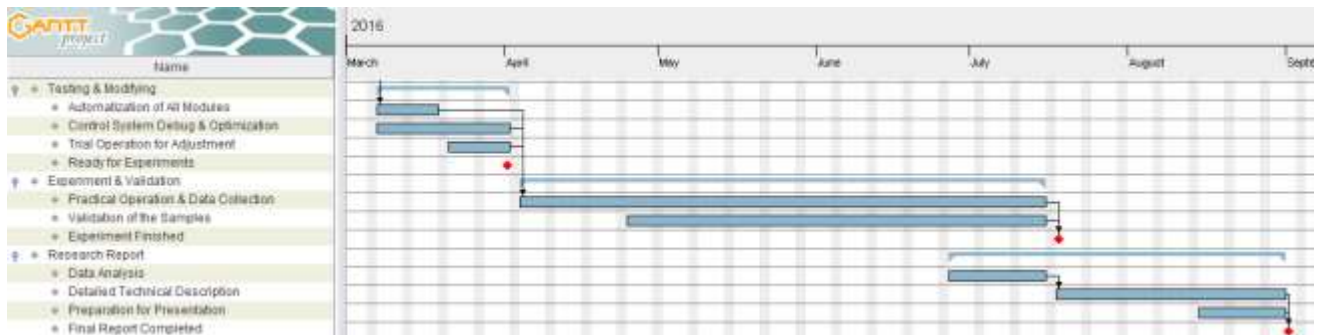 GANTT
project
2016
March April May June July August Septe
Name
Testing & Modifying
Automatization of All Modules
Control System Debug & Optimization
Trial Operation for Adjustment
Ready for Experiments
Experiment & Validation
Practical Operation & Data Collection
Validation of the Samples
Experiment Finished
Research Report
Data Analysis
Detailed Technical Description
Preparation for Presentation
Final Report Completed